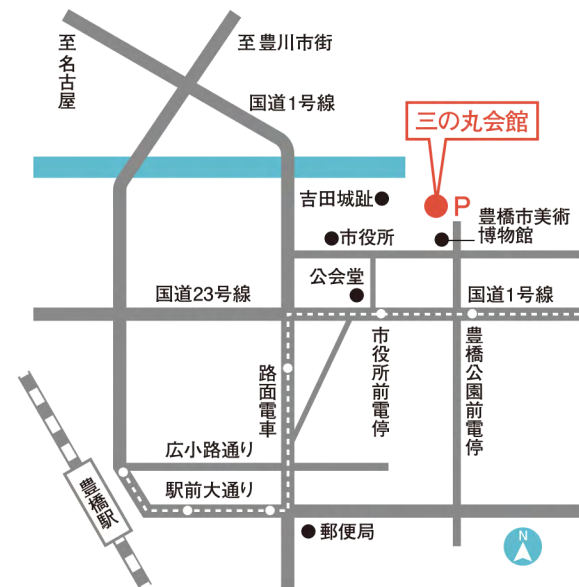 至名古屋
至豊川市街
国道1号線
三の丸会館
P
吉田城趾
豊橋市美術
博物館
市役所
公会堂
国道23号線
国道1号線
路面電車
市役所前電停
豊橋公園前電停
広小路通り
駅前大通り
豊橋駅
郵便局
N